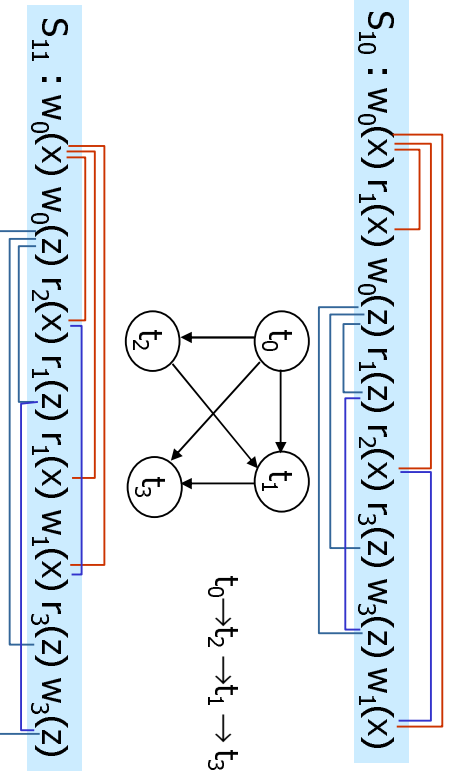 S10 : w0(x) r1(x) w0(z) r1(z) r2(x) r3(z) w3(z) w1(x)
t0 t1
t2 t3
t0→t2 →t1 → t3
S11 : w0(x) w0(z) r2(x) r1(z) r1(x) w1(x) r3(z) w3(z)